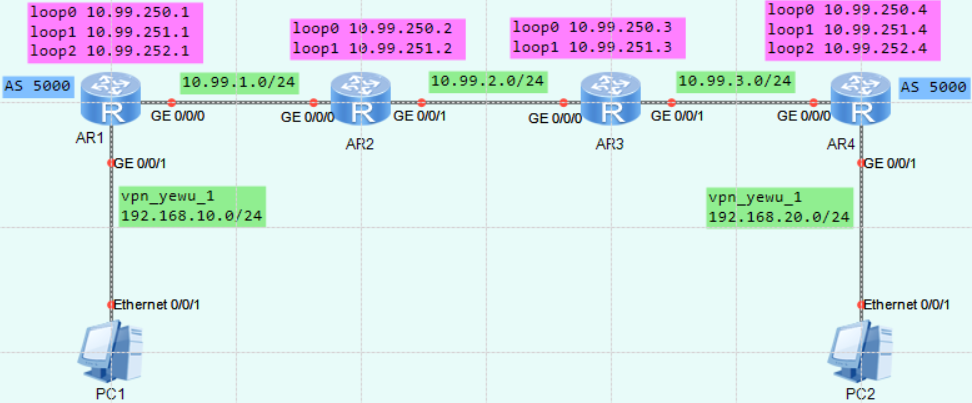 loop0 10.99.250.1
loop1 10.99.251.1
loop2 10.99.252.1
loop0 10.99.250.2
loop1 10.99.251.2
loop0 10.99.250.3
loop1 10.99.251.3
loop0 10.99.250.4
loop1 10.99.251.4
loop2 10.99.252.4
AS 5000
R
10.99.1.0/24
R
10.99.2.0/24
R
10.99.3.0/24
R
AS 5000
GE 0/0/0
GE 0/0/0
GE 0/0/1
GE 0/0/0
GE 0/0/1
GE 0/0/0
AR1
AR2
AR3
AR4
GE 0/0/1
GE 0/0/1
vpn_yewu_1
192.168.10.0/24
vpn_yewu_1
192.168.20.0/24
Ethernet 0/0/1
Ethernet 0/0/1
PC1
PC2